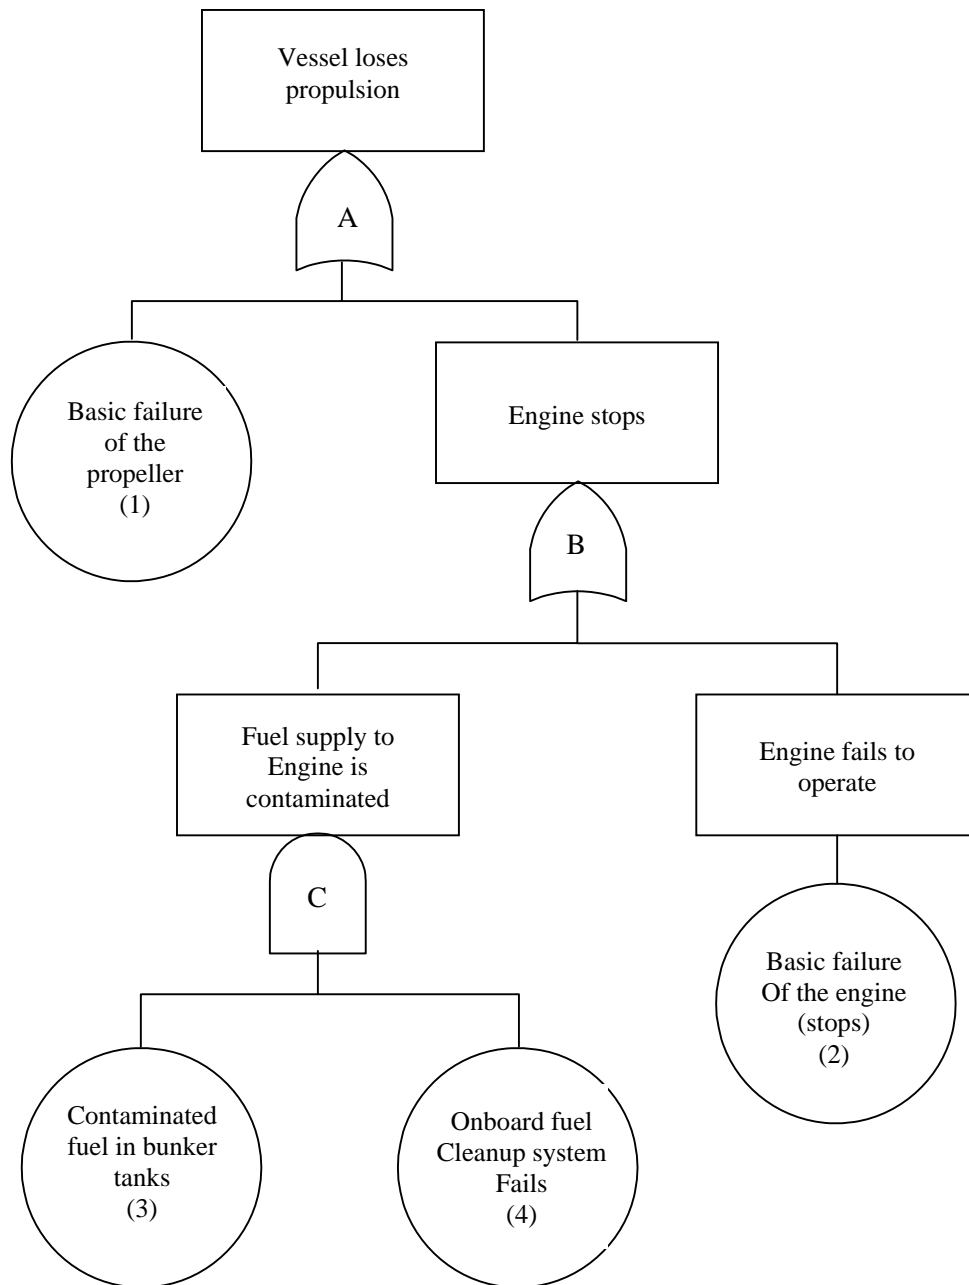 Vessel loses
propulsion
A
Basic failure
of the
propeller
(1)
Engine stops
B
Fuel supply to
Engine is
contaminated
Engine fails to
operate
C
Basic failure
Of the engine
(stops)
(2)
Contaminated
fuel in bunker
tanks
(3)
Onboard fuel
Cleanup system
Fails
(4)